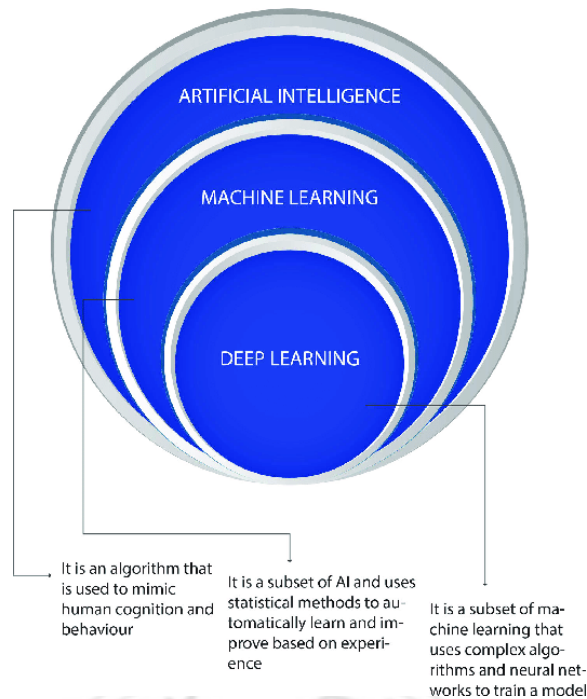 ARTIFICIAL INTELLIGENCE
MACHINE LEARNING
DEEP LEARNING
It is an algorithm that
is used to mimic
human cognition and
behaviour
It is a subset of AI and uses
statistical methods to au-
tomatically learn and im-
prove based on experi-
ence
It is a subset of ma-
chine learning that
uses complex algo-
rithms and neural net-
works to train a model